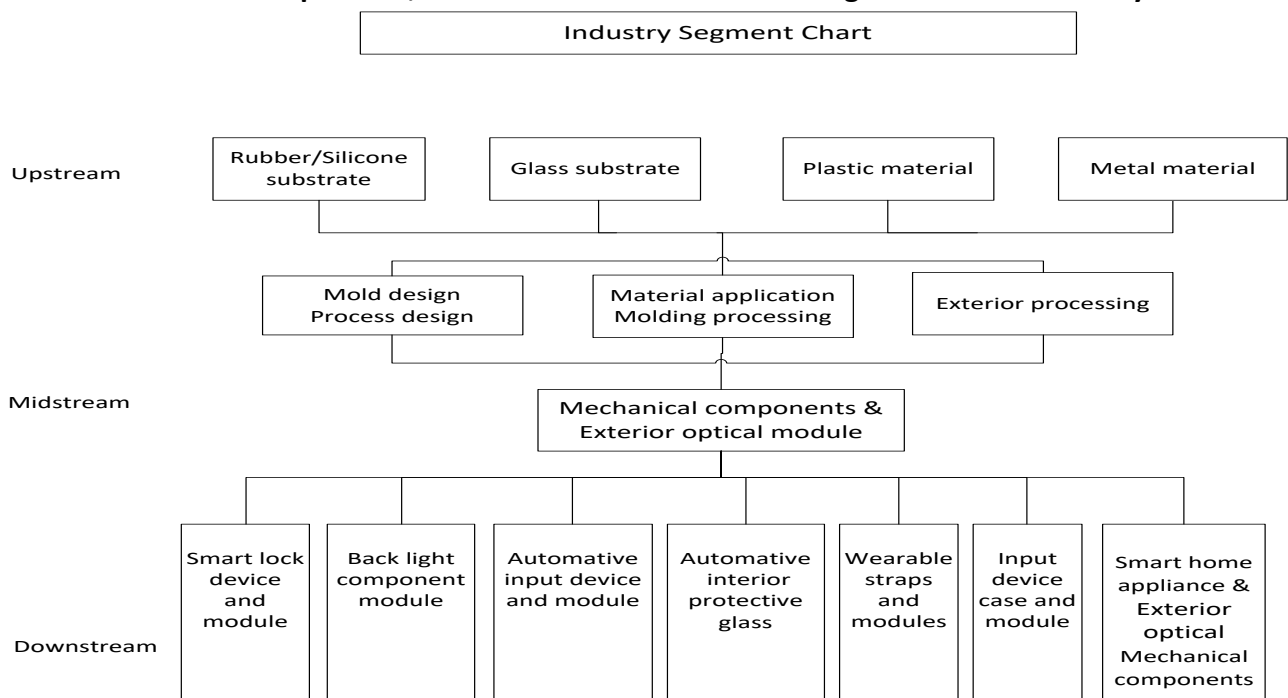 Industry Segment Chart
Upstream
Rubber/Silicone
substrate
Glass substrate
Plastic material
Metal material
Mold design
Process design
Material application
Molding processing
Exterior processing
Midstream
Mechanical components &
Exterior optical module
Downstream
Smart lock
device
and
module
Back light
component
module
Automative
input device
and module
Automative
interior
protective
glass
Wearable
straps
and
modules
Input
device
case and
module
Smart home
appliance &
Exterior
optical
Mechanical
components